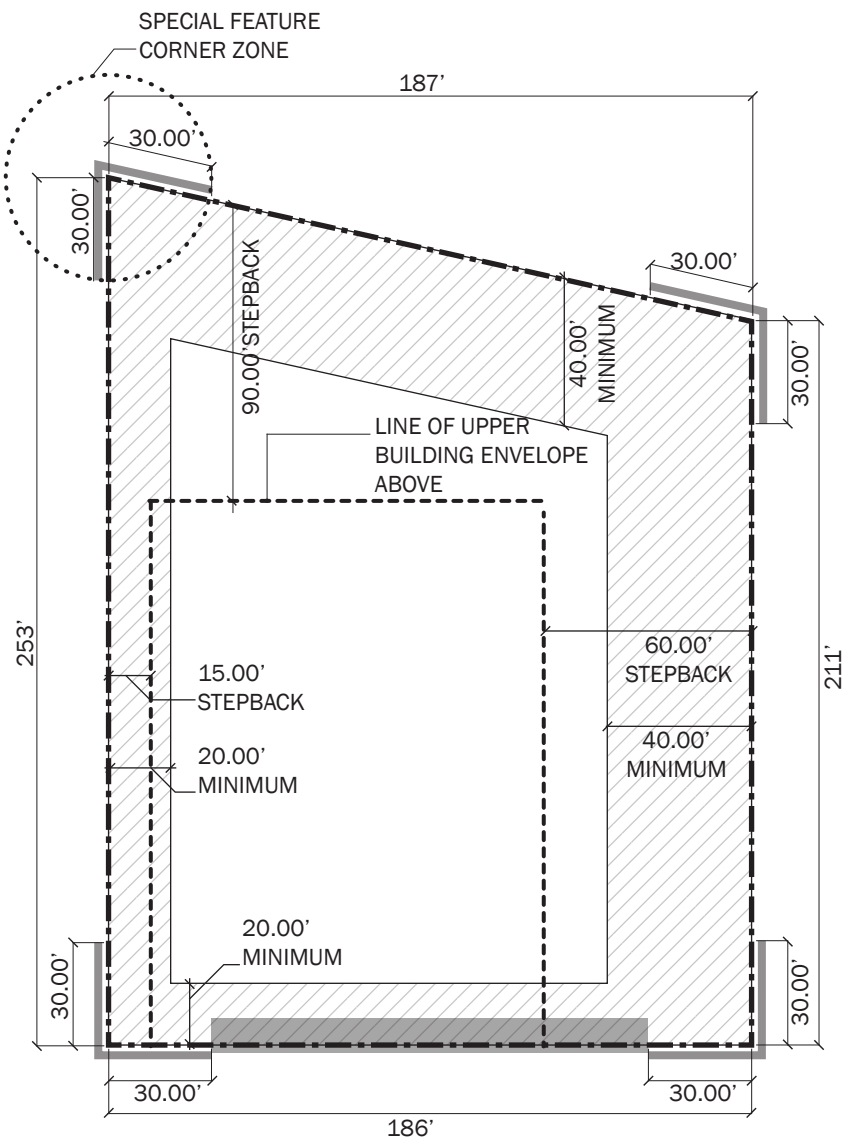 SPECIAL FEATURE
CORNER ZONE
187’
30.00’
30.00’
30.00’
30.00’
90.00’STEPBACK
40.00’
MINIMUM
LINE OF UPPER
BUILDING ENVELOPE
ABOVE
253’
211’
15.00’
STEPBACK
60.00’
STEPBACK
20.00’
MINIMUM
40.00’
MINIMUM
20.00’
MINIMUM
30.00’
30.00’
30.00’
30.00’
186’